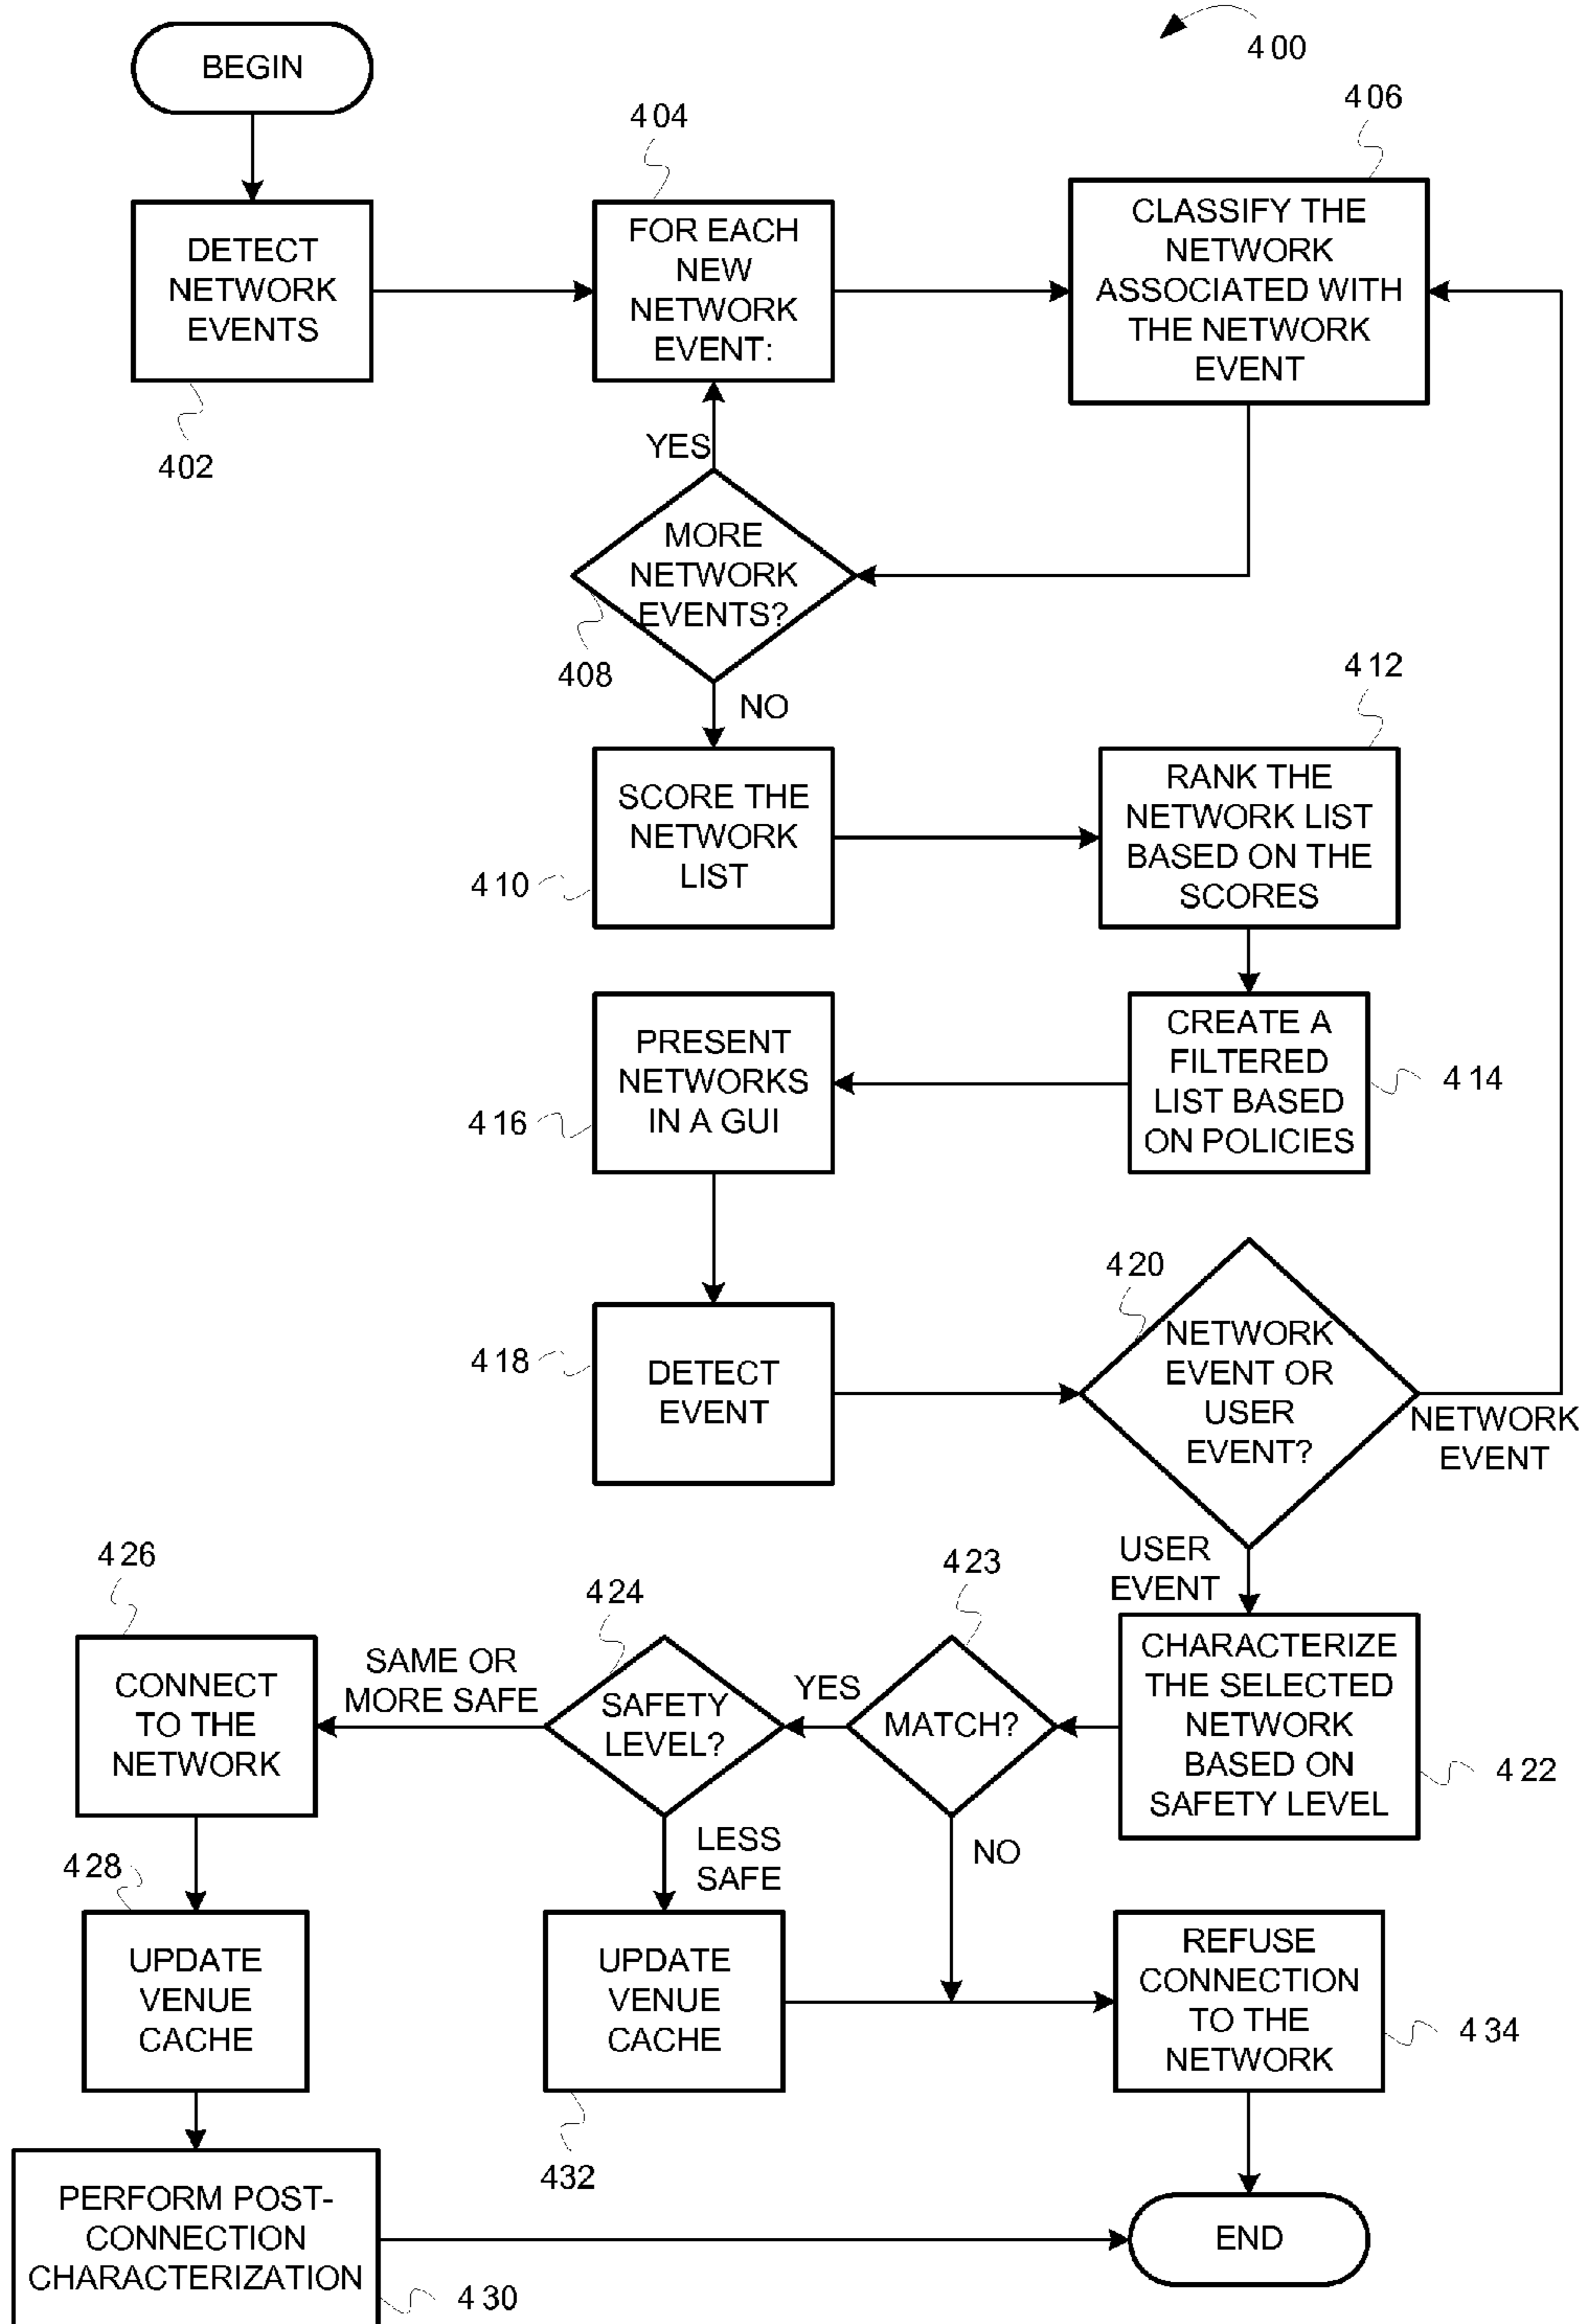 400
BEGIN
404
406
DETECT
NETWORK
EVENTS
402
FOR EACH
NEW
NETWORK
EVENT:
CLASSIFY THE
NETWORK
ASSOCIATED WITH
THE NETWORK
EVENT
YES
MORE
NETWORK
EVENTS?
408
NO
412
SCORE THE
NETWORK
LIST
410
RANK THE
NETWORK LIST
BASED ON THE
SCORES
PRESENT
NETWORKS
IN A GUI
416
CREATE A
FILTERED
LIST BASED
ON POLICIES
414
420
418
DETECT
EVENT
NETWORK
EVENT OR
USER
EVENT?
NETWORK
EVENT
USER
EVENT
426
424
423
CONNECT
TO THE
NETWORK
SAME OR
MORE SAFE
SAFETY
LEVEL?
YES
MATCH?
CHARACTERIZE
THE SELECTED
NETWORK
BASED ON
SAFETY LEVEL
422
LESS
SAFE
NO
428
UPDATE
VENUE
CACHE
UPDATE
VENUE
CACHE
432
REFUSE
CONNECTION
TO THE
NETWORK
434
PERFORM POST-
CONNECTION
CHARACTERIZATION
430
END